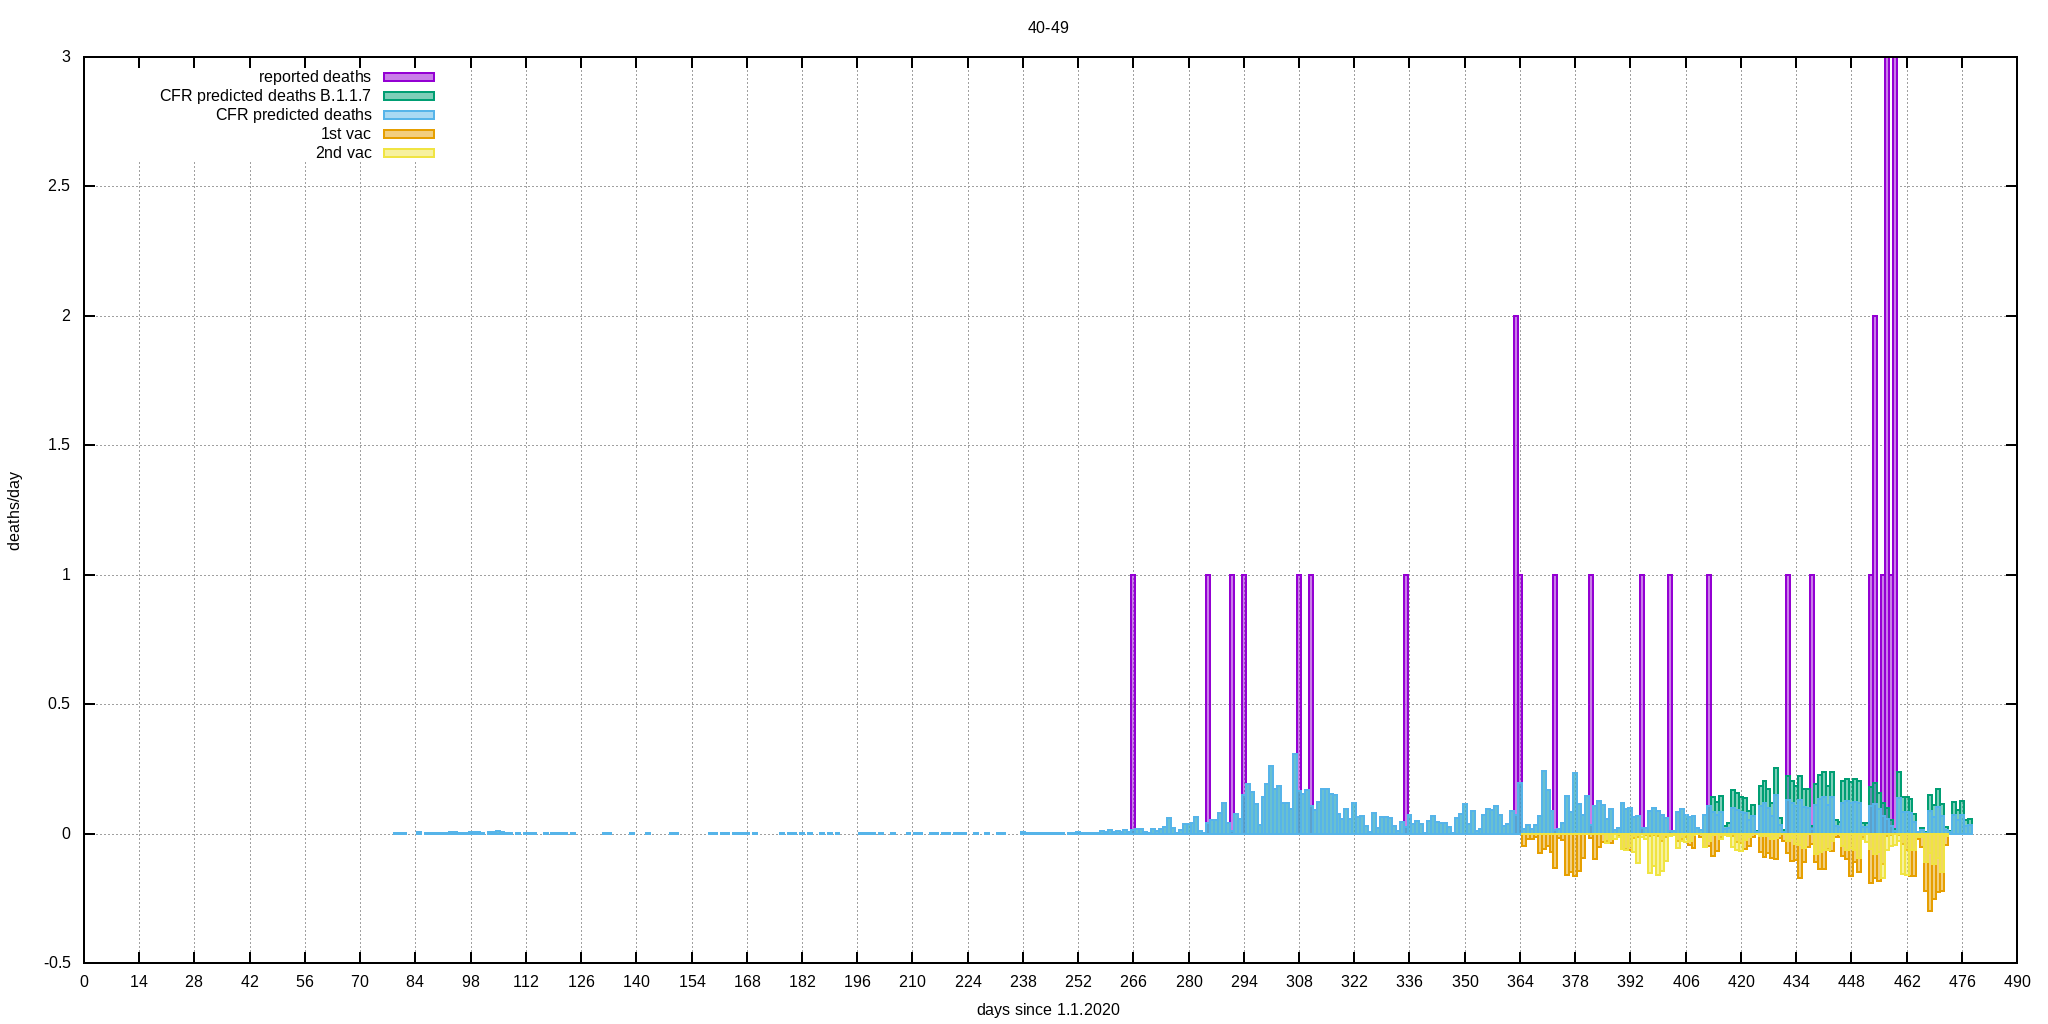 40-49
reported deaths
CFR predicted deaths B.1.1.7
CFR predicted deaths
1st vac
2nd vac
3
2.5
2
1.5
1
0.5
0
-0.5
deaths/day
0 14 28 42 56 70 84 98 112 126 140 154 168 182 196 210 224 238 252 266 280 294 308 322 336 350 364 378 392 406 420 434 448 462 476 490
days since 1.1.2020